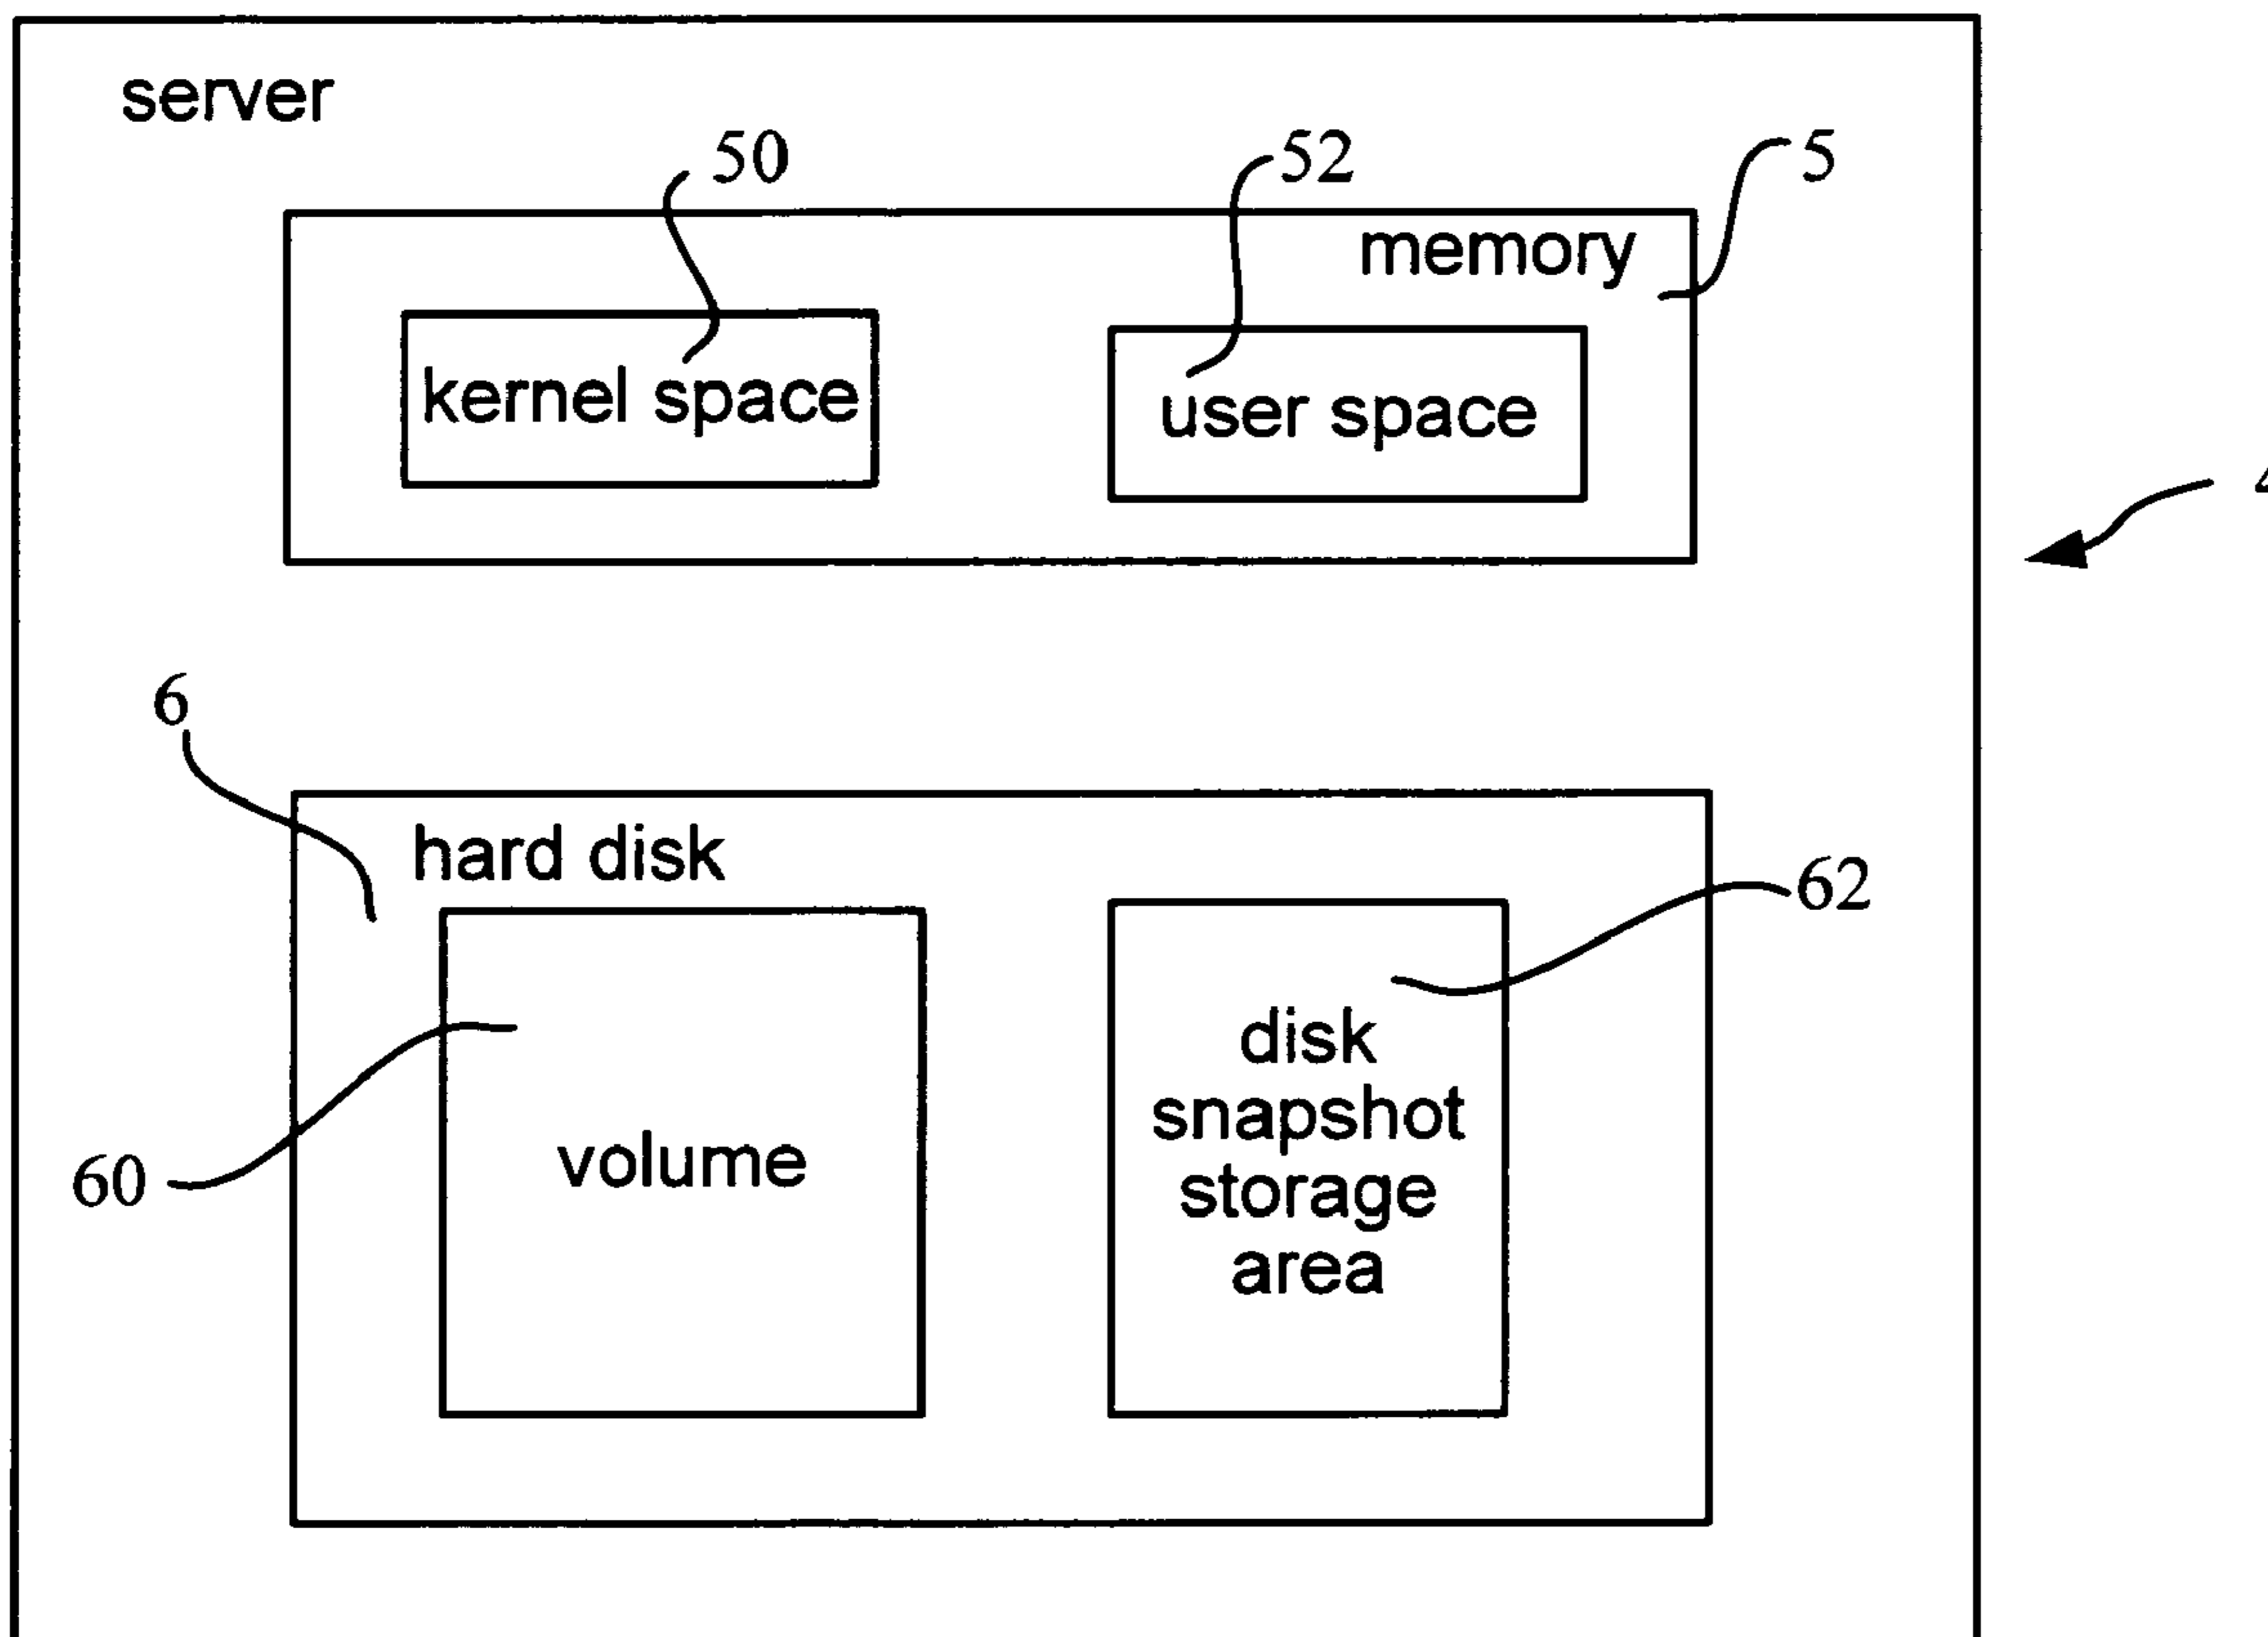 server
50
52
5
memory
kernel space
user space
6
hard disk
62
disk
snapshot
storage
area
volume
60